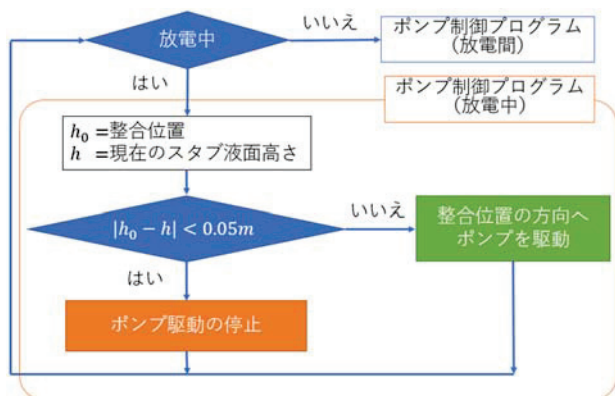 放電中
いいえ
ポンプ制御プログラム
(放電間)
はい
ポンプ制御プログラム
(放電中)
h₀ =整合位置
h =現在のスタブ液面高さ
|h₀ − h| < 0.05m
いいえ
整合位置の方向へ
ポンプを駆動
はい
ポンプ駆動の停止